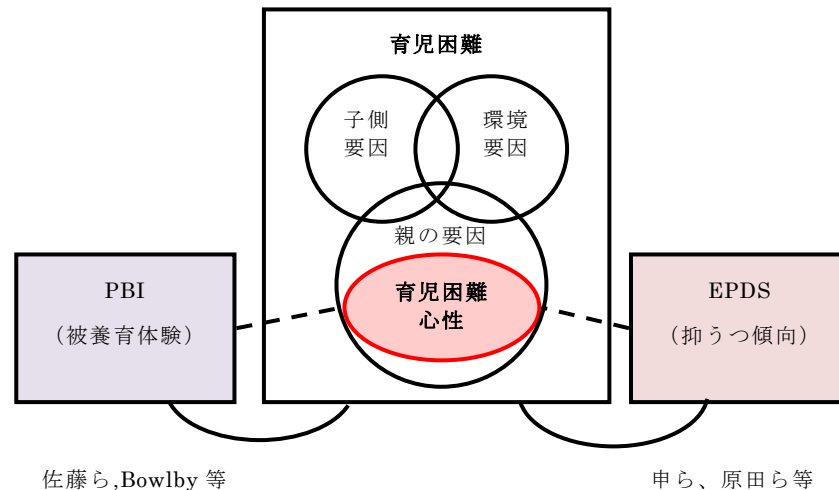 育児困難
子側
要因
環境
要因
親の要因
育児困難
心性
PBI
（被養育体験）
EPDS
（抑うつ傾向）
佐藤ら,Bowlby 等
申ら、原田ら等